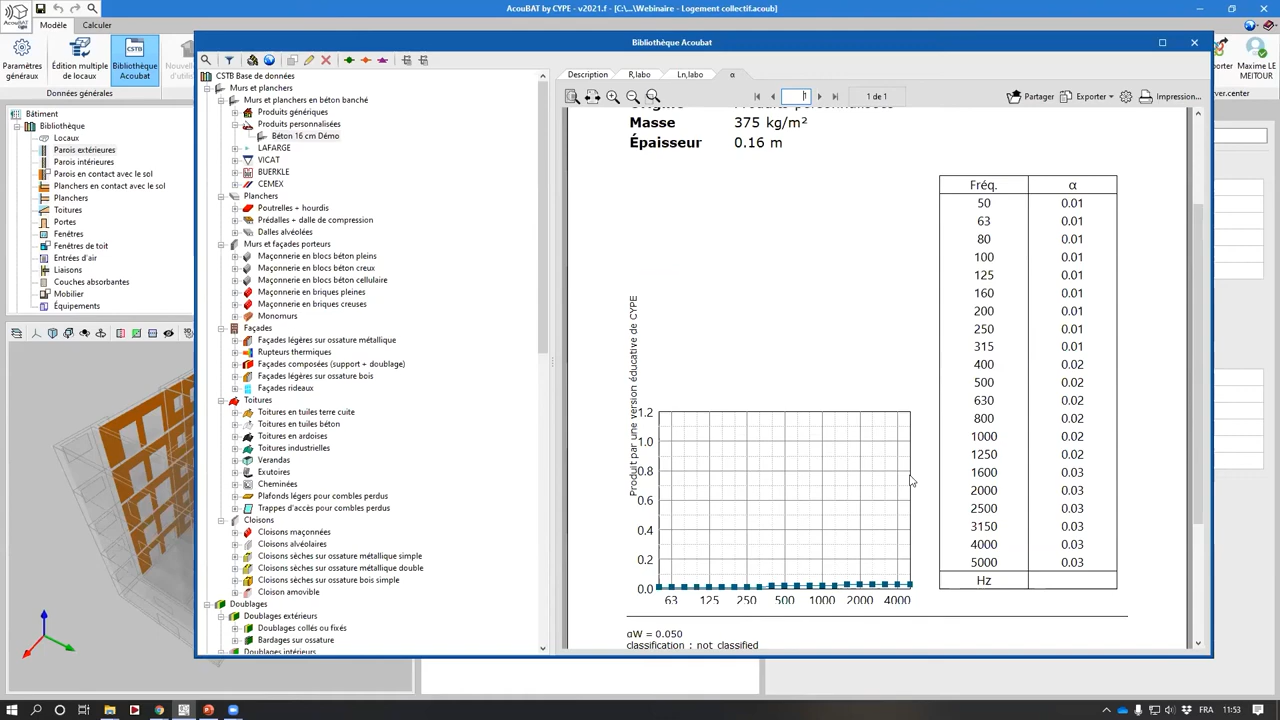 AcouBAT by CYPE - v2021.f - [C:\...\Webinaire - Logement collectif.acoub]
AcouBAT
Modèle
Calculer
Paramètres généraux
Édition multiple de locaux
Bibliothèque Acoubat
Données générales
Maxime LE MEITOUR
Bâtiment
Bibliothèque
Locaux
Parois extérieures
Parois intérieures
Parois en contact avec le sol
Planchers en contact avec le sol
Planchers
Toitures
Portes
Fenêtres
Fenêtres de toit
Entrées d'air
Liaisons
Couches absorbantes
Mobilier
Équipements
Bibliothèque Acoubat
CSTB Base de données
Murs et planchers
Murs et planchers en béton banché
Produits génériques
Produits personnalisés
Béton 16 cm Démo
LAFARGE
VICAT
BUERKLE
CEMEX
Planchers
Poutrelles + hourdis
Prédalles + dalle de compression
Dalles alvéolées
Murs et façades porteurs
Maçonnerie en blocs béton pleins
Maçonnerie en blocs béton creux
Maçonnerie en blocs béton cellulaire
Maçonnerie en briques pleines
Maçonnerie en briques creuses
Monomurs
Façades
Façades légères sur ossature métallique
Rupteurs thermiques
Façades composées (support + doublage)
Façades légères sur ossature bois
Façades rideaux
Toitures
Toitures en tuiles terre cuite
Toitures en tuiles béton
Toitures en ardoises
Toitures industrielles
Verandas
Exutoires
Cheminées
Plafonds légers pour combles perdus
Trappes d'accès pour combles perdus
Cloisons
Cloisons maçonnées
Cloisons alvéolaires
Cloisons sèches sur ossature métallique simple
Cloisons sèches sur ossature métallique double
Cloisons sèches sur ossature bois simple
Cloison amovible
Doublages
Doublages extérieurs
Doublages collés ou fixés
Bardages sur ossature
Doublages intérieurs
Description
R,labo
Ln,labo
α
1
1 de 1
Partager
Exporter
Impression...
Masse 375 kg/m²
Épaisseur 0.16 m
Fréq. α
50 0.01
63 0.01
80 0.01
100 0.01
125 0.01
160 0.01
200 0.01
250 0.01
315 0.01
400 0.02
500 0.02
630 0.02
800 0.02
1000 0.02
1250 0.02
1600 0.03
2000 0.03
2500 0.03
3150 0.03
4000 0.03
5000 0.03
Hz
Produit par une version éducative de CYPE
1.2
1.0
0.8
0.6
0.4
0.2
0.0
63 125 250 500 1000 2000 4000
αW = 0.050
classification : not classified
FRA
11:53